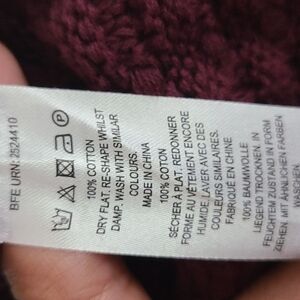 BFE URN: 2524410
100% COTTON
DRY FLAT. RE-SHAPE WHILST
DAMP. WASH WITH SIMILAR
COLOURS.
MADE IN CHINA
100% COTON
SÉCHER À PLAT. REDONNER
FORME AU VÊTEMENT ENCORE
HUMIDE. LAVER AVEC DES
COULEURS SIMILAIRES
FABRIQUÉ EN CHINE
100% BAUMWOLLE
LIEGEND TROCKNEN. IN
FEUCHTEM ZUSTAND IN FORM
ZIEHEN. MIT ÄHNLICHEN FARBEN
WASCHEN.